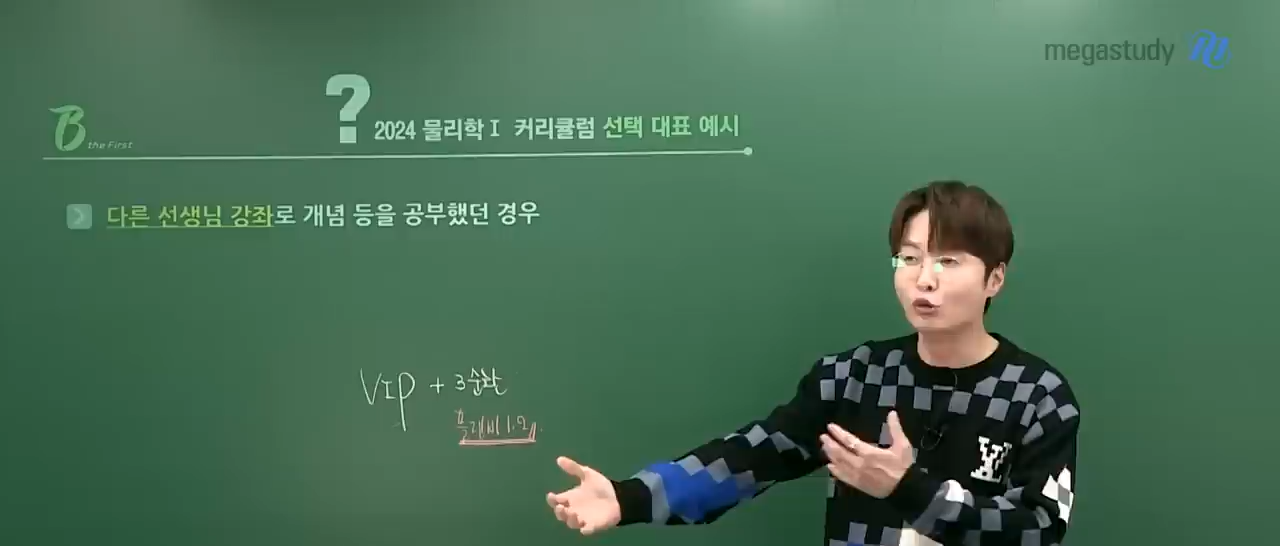 megastudy
B the First
? 2024 물리학 I 커리큘럼 선택 대표 예시
다른 선생님 강좌로 개념 등을 공부했던 경우
VIP + 3순환
1.2